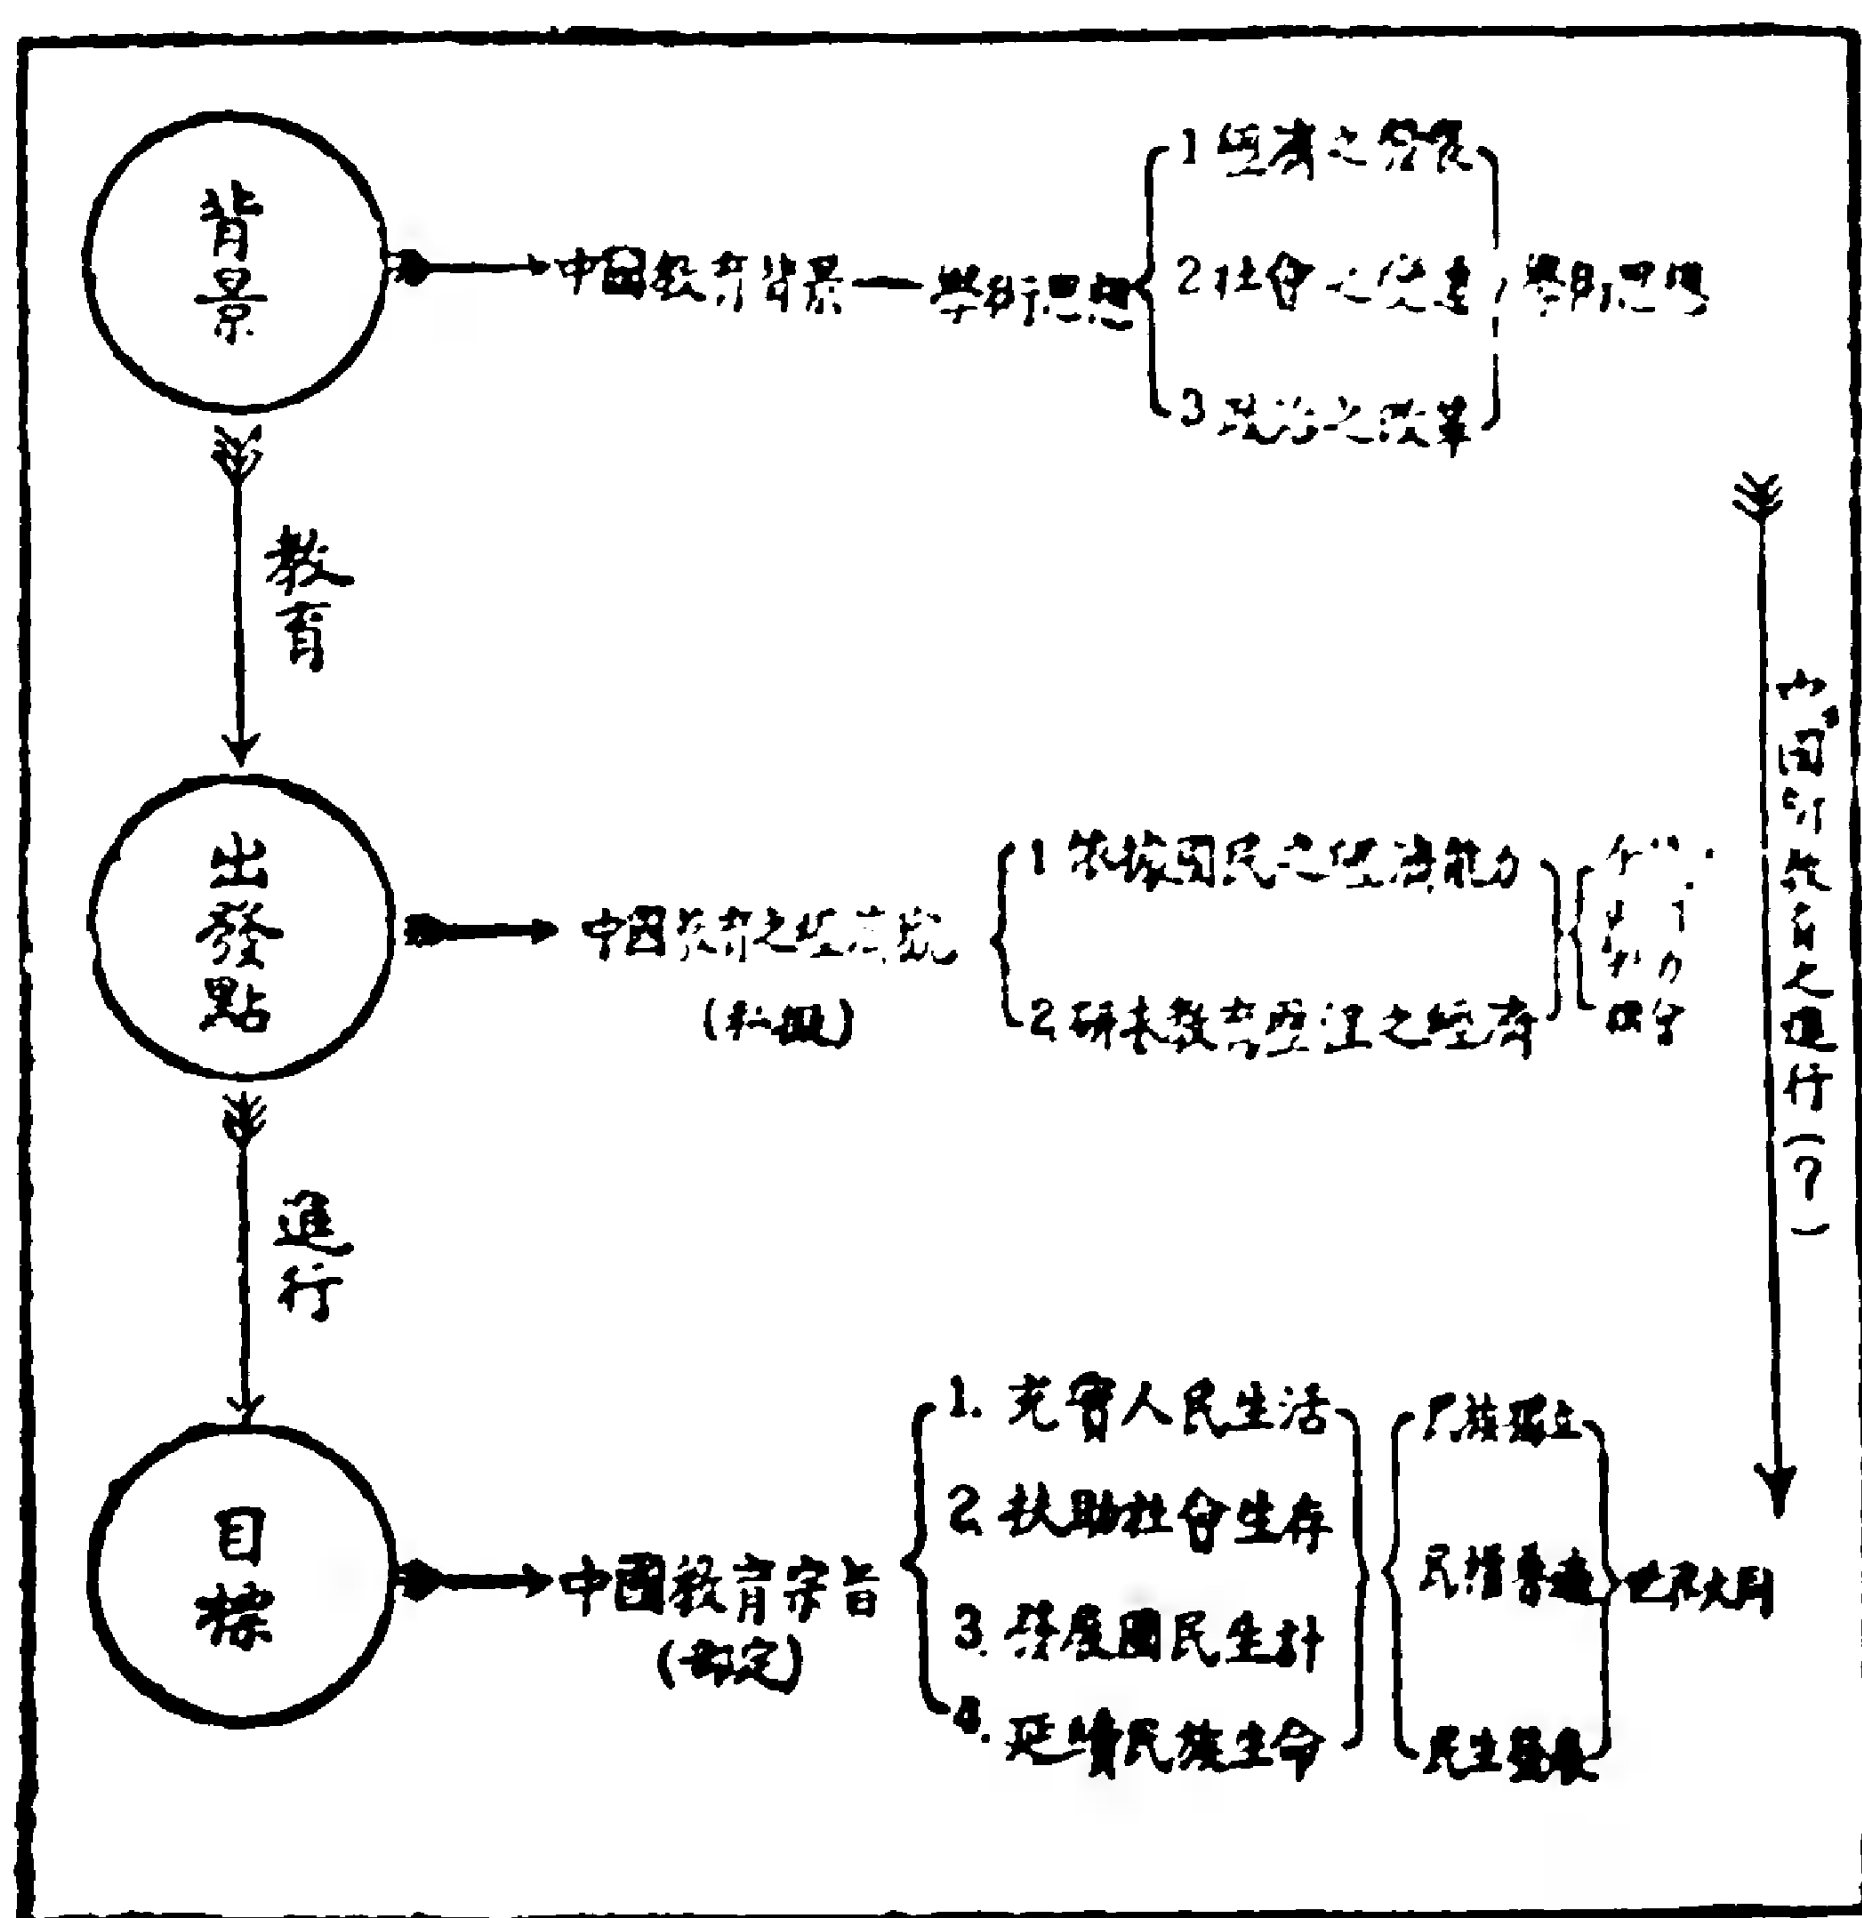 背景
中國教育背景
學術思想
1 經濟之發展
2 社會之變遷
3 政治之改革
學術思想
教育
出發點
中國教育之經濟
(私擬)
1 依據國民之經濟能力
2. 研求教育歷程之經濟
機會
進行
中國教育之進行(?)
目標
中國教育宗旨
(部定)
1. 充實人民生活
2. 扶助社會生存
3. 發展國民生計
4. 延續民族生命
民族獨立
民權普遍
民生發展
世界大同